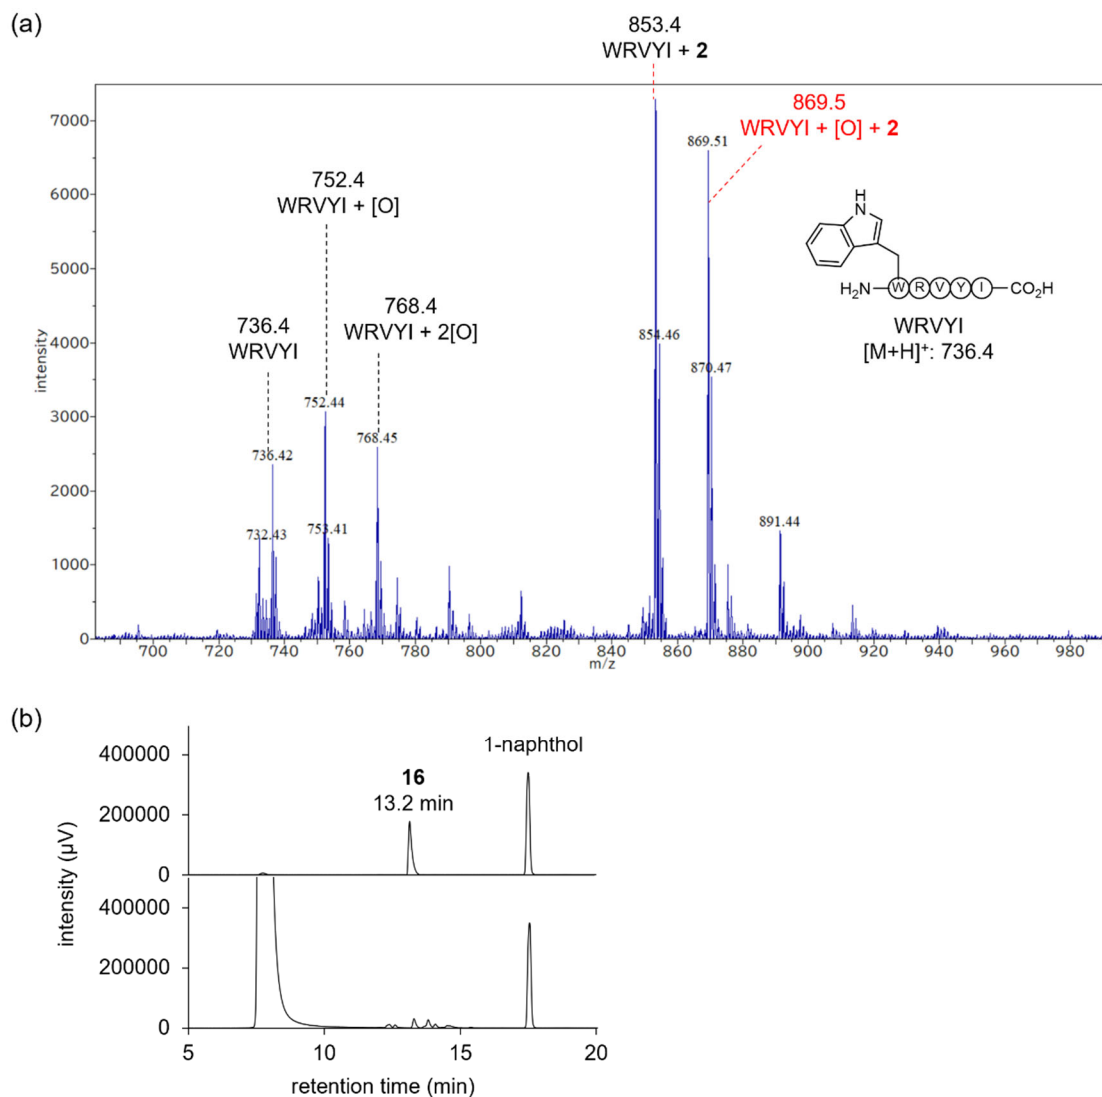 (a)
853.4
WRVYI + 2
869.5
WRVYI + [O] + 2
869.51
752.4
WRVYI + [O]
768.4
WRVYI + 2[O]
736.4
WRVYI
H
N
H₂N
W R V Y I
CO₂H
WRVYI
[M+H]⁺: 736.4
854.46
870.47
752.44
768.45
736.42
732.43
753.41
891.44
7000
6000
5000
4000
3000
2000
1000
0
intensity
700 720 740 760 780 800 820 840 860 880 900 920 940 960 980
m/z
(b)
1-naphthol
16
13.2 min
400000
200000
0
400000
200000
0
intensity (µV)
5 10 15 20
retention time (min)